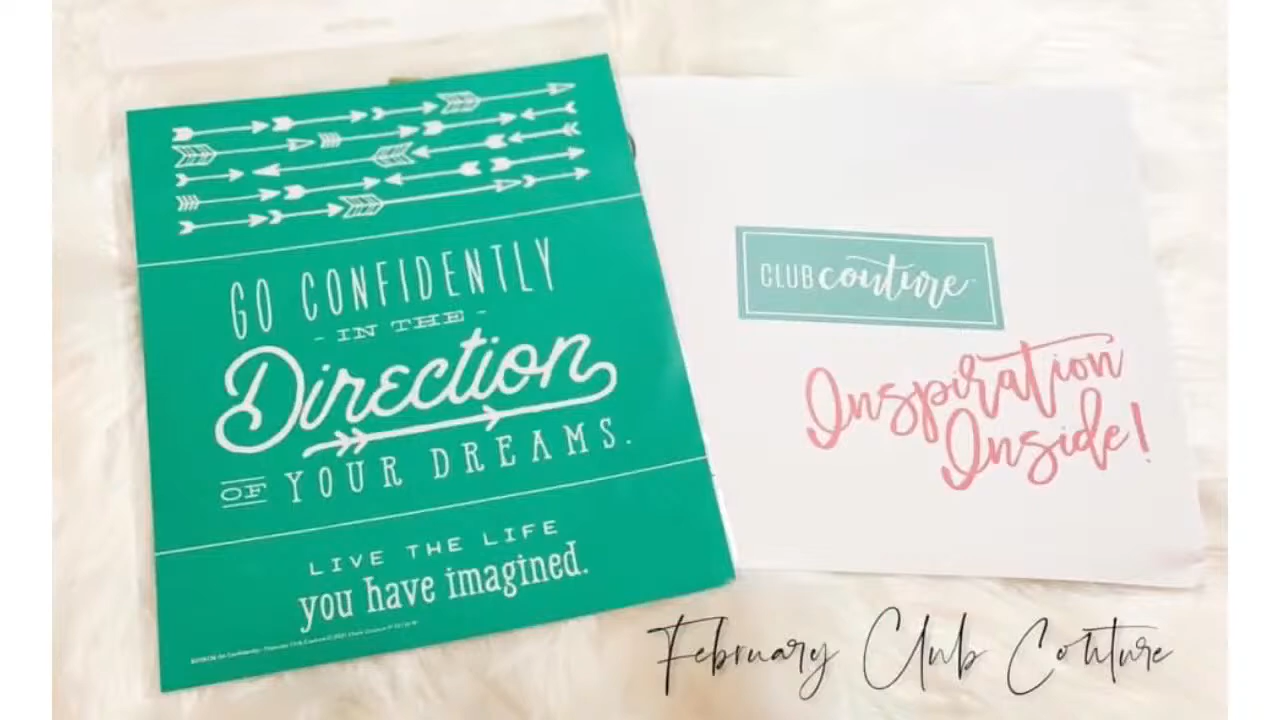 GO CONFIDENTLY
- IN THE -
Direction
OF YOUR DREAMS.
LIVE THE LIFE
you have imagined.
CLUB couture
Inspiration
Inside!
February Club Couture